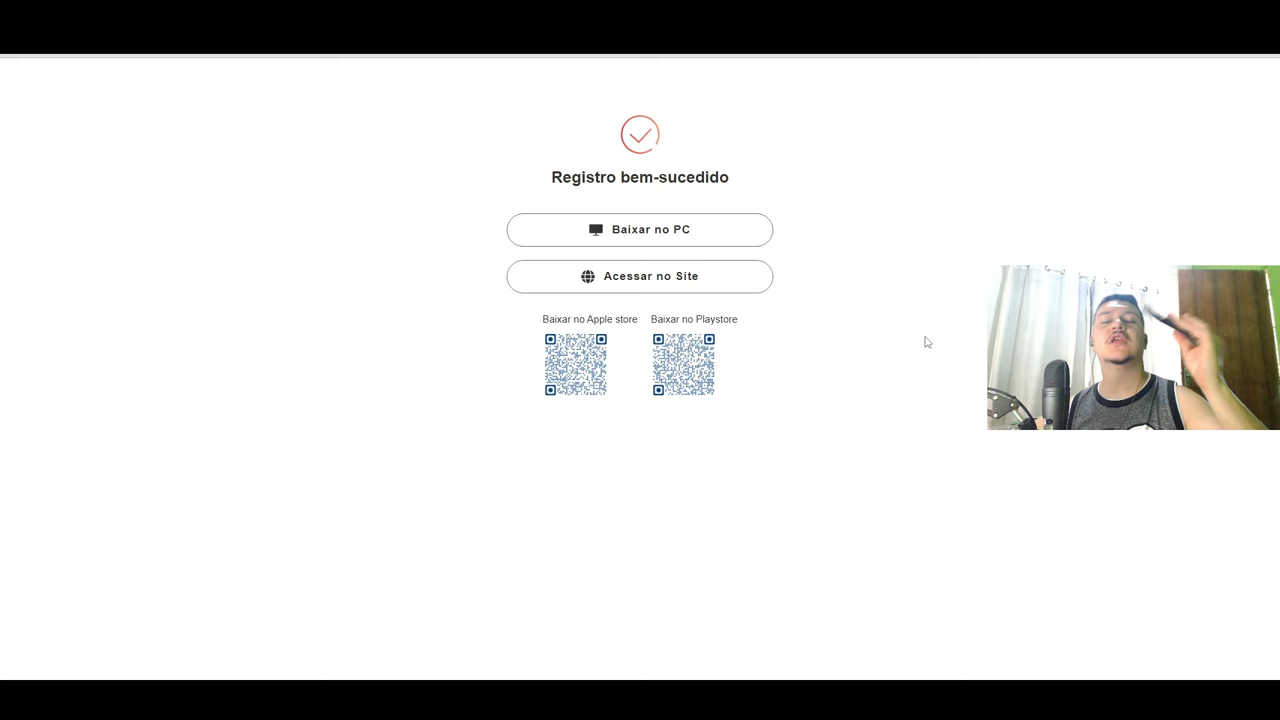 Registro bem-sucedido
Baixar no PC
Acessar no Site
Baixar no Apple store
Baixar no Playstore